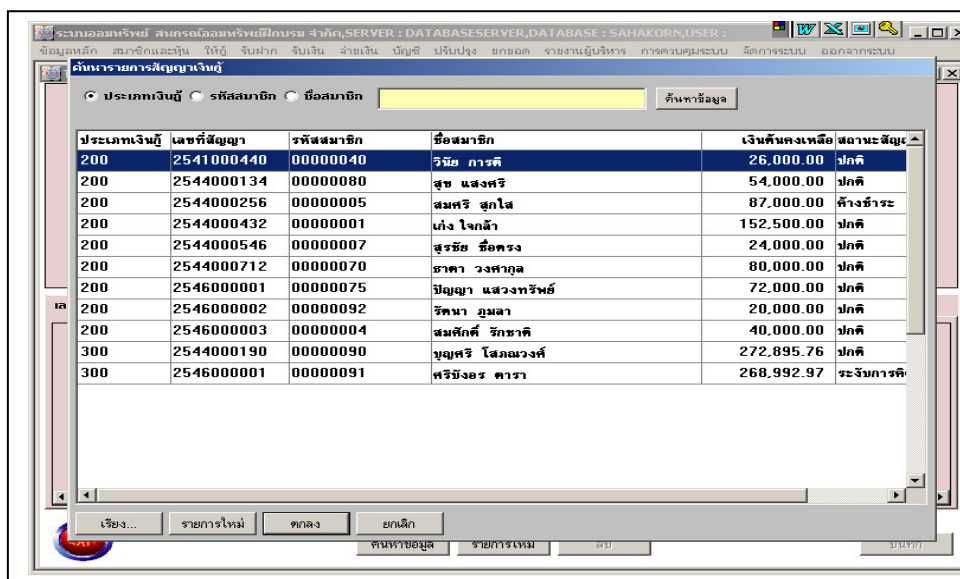 ระบบออมทรัพย์ สหกรณ์ออมทรัพย์ฝึกอบรม จำกัด,SERVER : DATABASESERVER,DATABASE : SAHAKORN,USER :
ข้อมูลหลัก สมาชิกและหุ้น ให้กู้ รับฝาก รับเงิน จ่ายเงิน บัญชี ปรับปรุง ยกยอด รายงานผู้บริหาร การควบคุมระบบ จัดการระบบ ออกจากระบบ
ค้นหารายการสัญญาเงินกู้
ประเภทเงินกู้ รหัสสมาชิก ชื่อสมาชิก ค้นหาข้อมูล
ประเภทเงินกู้ เลขที่สัญญา รหัสสมาชิก ชื่อสมาชิก เงินต้นคงเหลือ สถานะสัญ
200 2541000440 00000040 วินัย การดี 26,000.00 ปกติ
200 2544000134 00000080 สุข แสงศรี 54,000.00 ปกติ
200 2544000256 00000005 สมศรี สุกใส 87,000.00 ค้างชำระ
200 2544000432 00000001 เก่ง ใจกล้า 152,500.00 ปกติ
200 2544000546 00000007 สุรชัย ซื่อตรง 24,000.00 ปกติ
200 2544000712 00000070 ธาดา วงศากุล 80,000.00 ปกติ
200 2546000001 00000075 ปัญญา แสวงทรัพย์ 72,000.00 ปกติ
200 2546000002 00000092 รัตนา ภูมลา 20,000.00 ปกติ
200 2546000003 00000004 สมศักดิ์ รักชาติ 40,000.00 ปกติ
300 2544000190 00000090 บุญศรี โสภณวงศ์ 272,895.76 ปกติ
300 2546000001 00000091 ศรีบังอร ดารา 268,992.97 ระงับการคิ
เรียง... รายการใหม่ ตกลง ยกเลิก
ค้นหาข้อมูล รายการใหม่ ลบ บันทึก